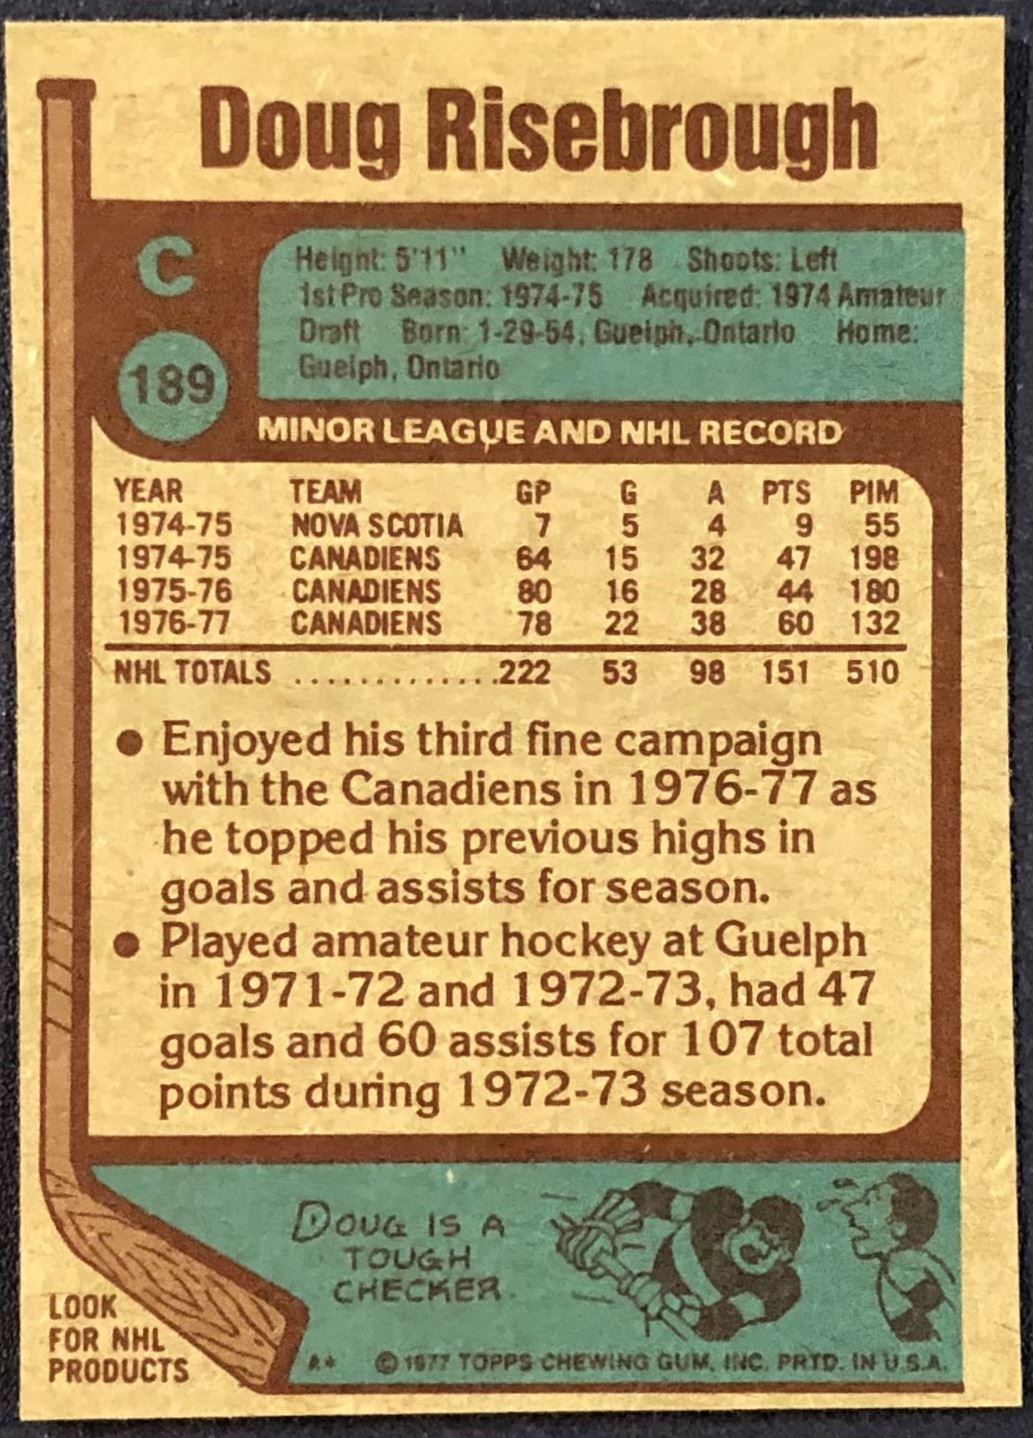 Doug Risebrough
C
189
Height: 5'11" Weight: 178 Shoots: Left
1st Pro Season: 1974-75 Acquired: 1974 Amateur
Draft Born: 1-29-54, Guelph, Ontario Home:
Guelph, Ontario
MINOR LEAGUE AND NHL RECORD
YEAR TEAM GP G A PTS PIM
1974-75 NOVA SCOTIA 7 5 4 9 55
1974-75 CANADIENS 64 15 32 47 198
1975-76 CANADIENS 80 16 28 44 180
1976-77 CANADIENS 78 22 38 60 132
NHL TOTALS .............222 53 98 151 510
● Enjoyed his third fine campaign
with the Canadiens in 1976-77 as
he topped his previous highs in
goals and assists for season.
● Played amateur hockey at Guelph
in 1971-72 and 1972-73, had 47
goals and 60 assists for 107 total
points during 1972-73 season.
DOUG IS A
TOUGH
CHECKER.
LOOK
FOR NHL
PRODUCTS
A* © 1977 TOPPS CHEWING GUM, INC. PRTD. IN U.S.A.